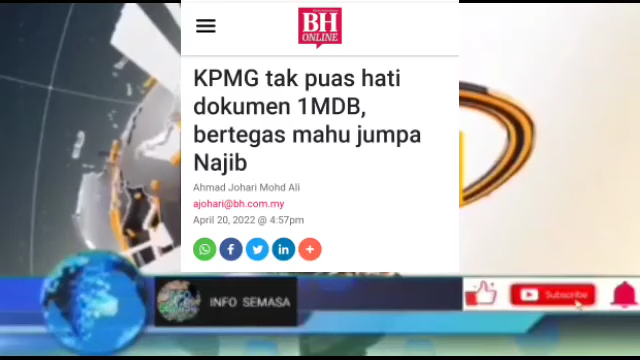 BH
ONLINE
KPMG tak puas hati
dokumen 1MDB,
bertegas mahu jumpa
Najib
Ahmad Johari Mohd Ali
ajohari@bh.com.my
April 20, 2022 @ 4:57pm
INFO SEMASA
Subscribe